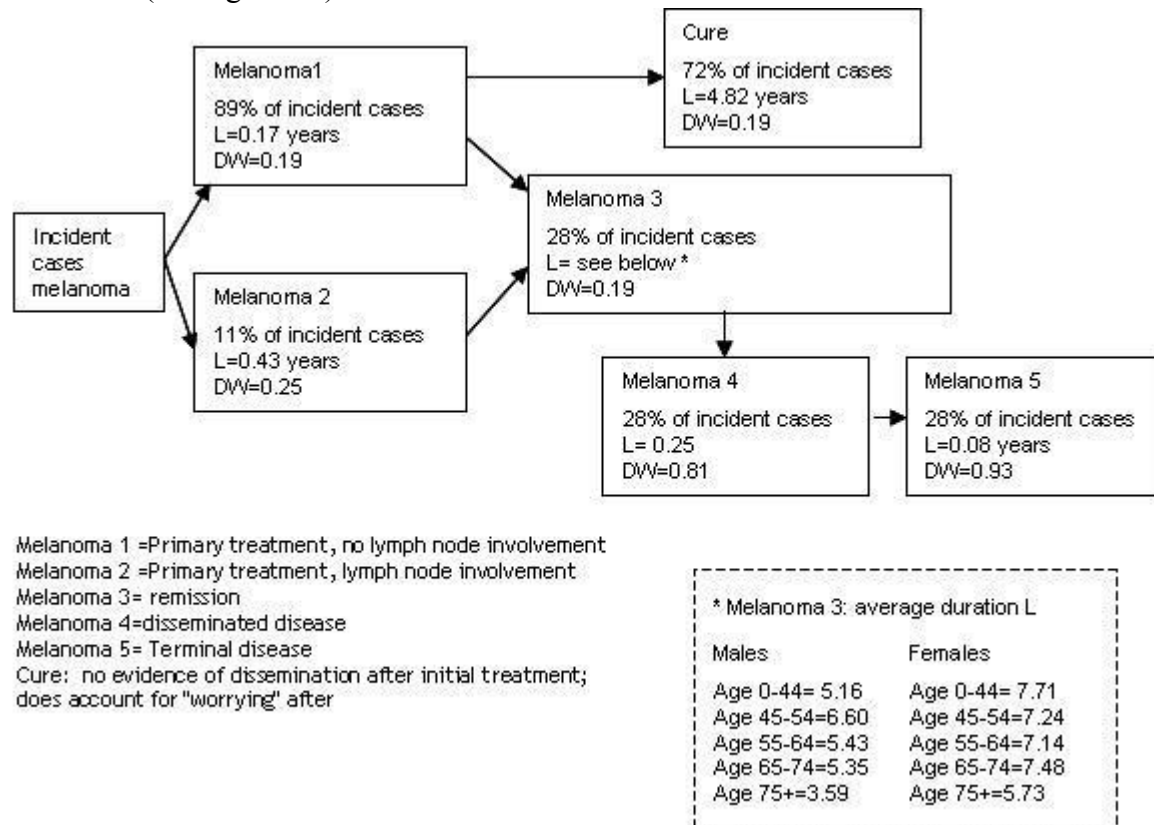 Cure
72% of incident cases
L=4.82 years
DW=0.19
Melanoma1
89% of incident cases
L=0.17 years
DW=0.19
Melanoma 3
28% of incident cases
L= see below *
DW=0.19
Incident
cases
melanoma
Melanoma 2
11% of incident cases
L=0.43 years
DW=0.25
Melanoma 4
28% of incident cases
L= 0.25
DW=0.81
Melanoma 5
28% of incident cases
L=0.08 years
DW=0.93
Melanoma 1 =Primary treatment, no lymph node involvement
Melanoma 2 =Primary treatment, lymph node involvement
Melanoma 3= remission
Melanoma 4=disseminated disease
Melanoma 5= Terminal disease
Cure: no evidence of dissemination after initial treatment;
does account for "worrying" after
* Melanoma 3: average duration L
Males Females
Age 0-44= 5.16 Age 0-44= 7.71
Age 45-54=6.60 Age 45-54=7.24
Age 55-64=5.43 Age 55-64=7.14
Age 65-74=5.35 Age 65-74=7.48
Age 75+=3.59 Age 75+=5.73